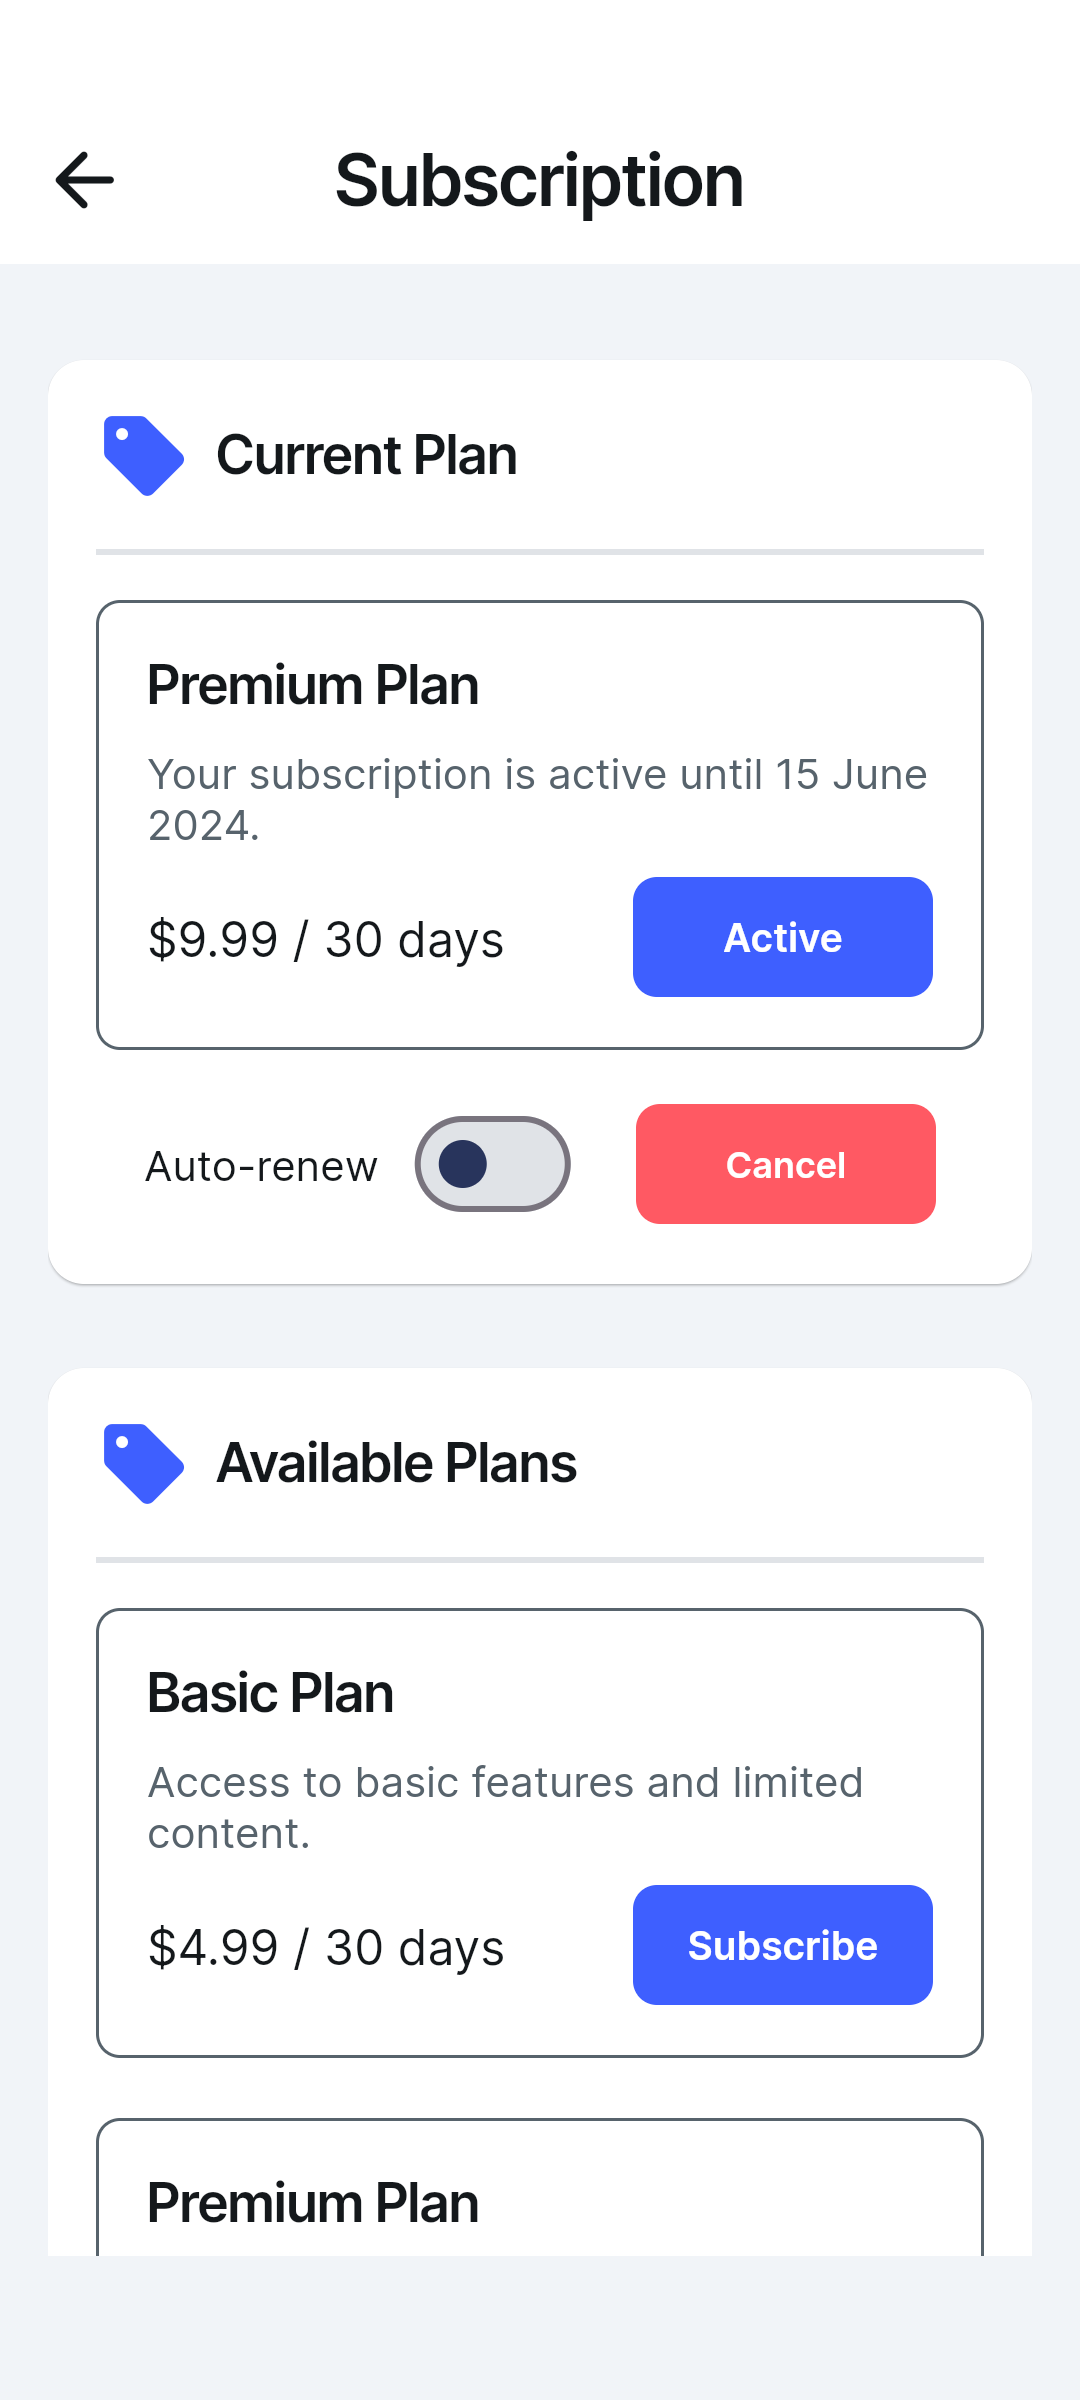 Subscription
Current Plan
Premium Plan
Your subscription is active until 15 June
2024.
$9.99 / 30 days
Active
Auto-renew
Cancel
Available Plans
Basic Plan
Access to basic features and limited
content.
$4.99 / 30 days
Subscribe
Premium Plan